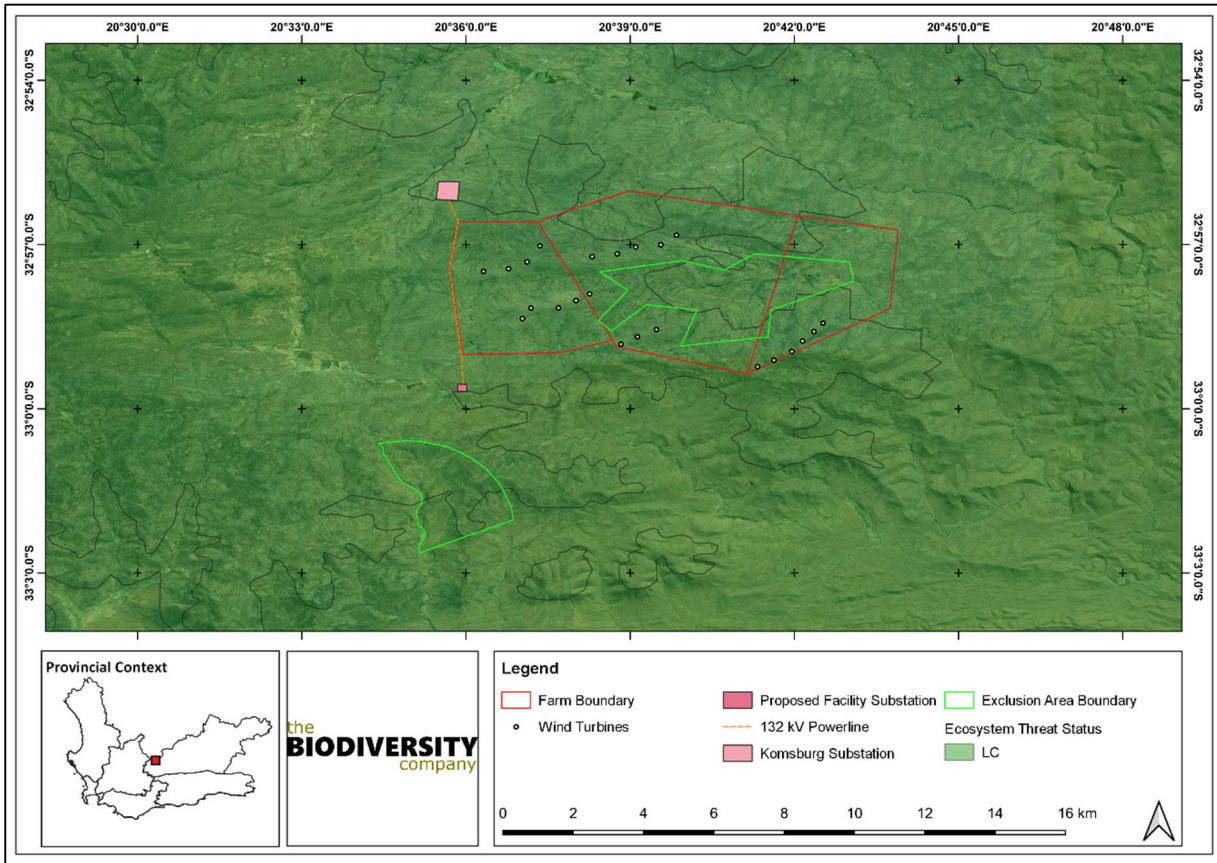 20°30'0.0"E 20°33'0.0"E 20°36'0.0"E 20°39'0.0"E 20°42'0.0"E 20°45'0.0"E 20°48'0.0"E
32°54'0.0"S 32°54'0.0"S
32°57'0.0"S 32°57'0.0"S
33°0'0.0"S 33°0'0.0"S
33°3'0.0"S 33°3'0.0"S
Provincial Context
the
BIODIVERSITY
company
Legend
Farm Boundary Proposed Facility Substation Exclusion Area Boundary
Wind Turbines 132 kV Powerline Ecosystem Threat Status
Komsburg Substation LC
0 2 4 6 8 10 12 14 16 km